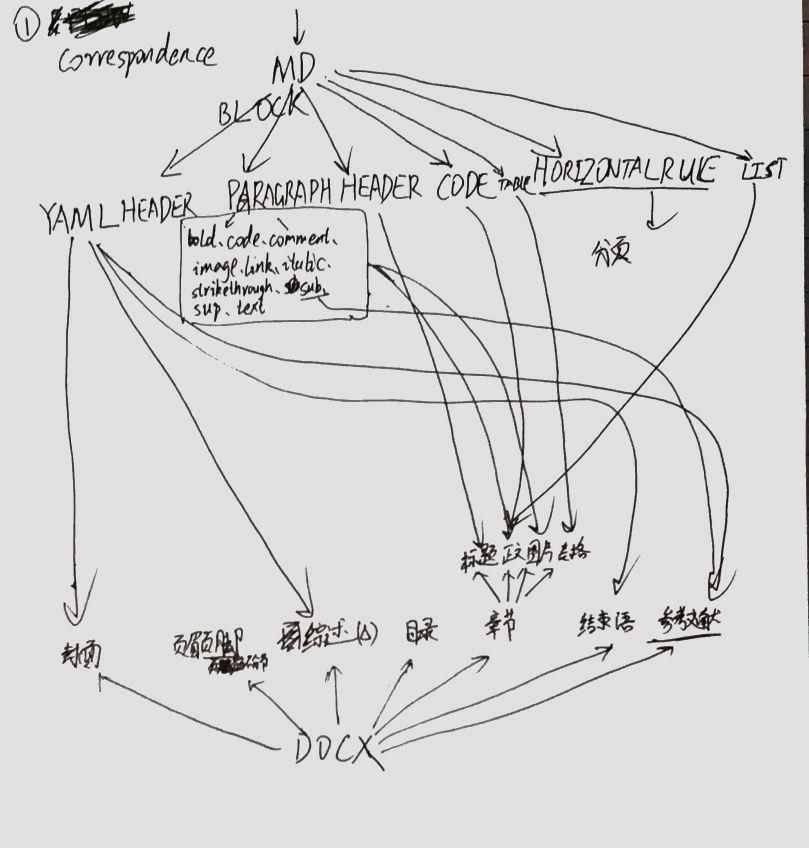 ①
Correspondence
MD
BLOCK
YAML HEADER
PARAGRAPH
HEADER
CODE
TABLE
HORIZONTALRULE
LIST
bold、code、comment、
image、link、italic、
strikethrough、sub、
sup、text
分页
标题 正文 图片 表格
封面
页眉页脚
综述(△)
目录
章节
结束语
参考文献
DOCX